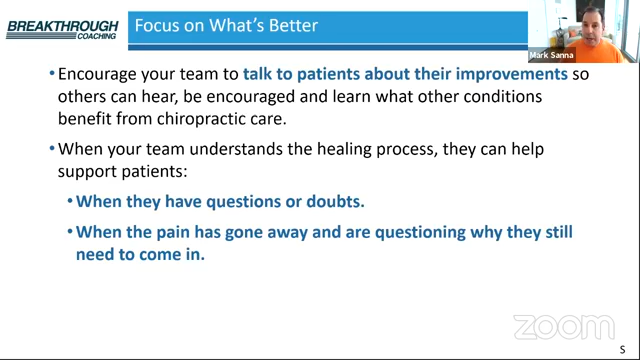 BREAKTHROUGH
COACHING
Focus on What's Better
Mark Sanna
•Encourage your team to talk to patients about their improvements so
others can hear, be encouraged and learn what other conditions
benefit from chiropractic care.
•When your team understands the healing process, they can help
support patients:
•When they have questions or doubts.
•When the pain has gone away and are questioning why they still
need to come in.
zoom
S